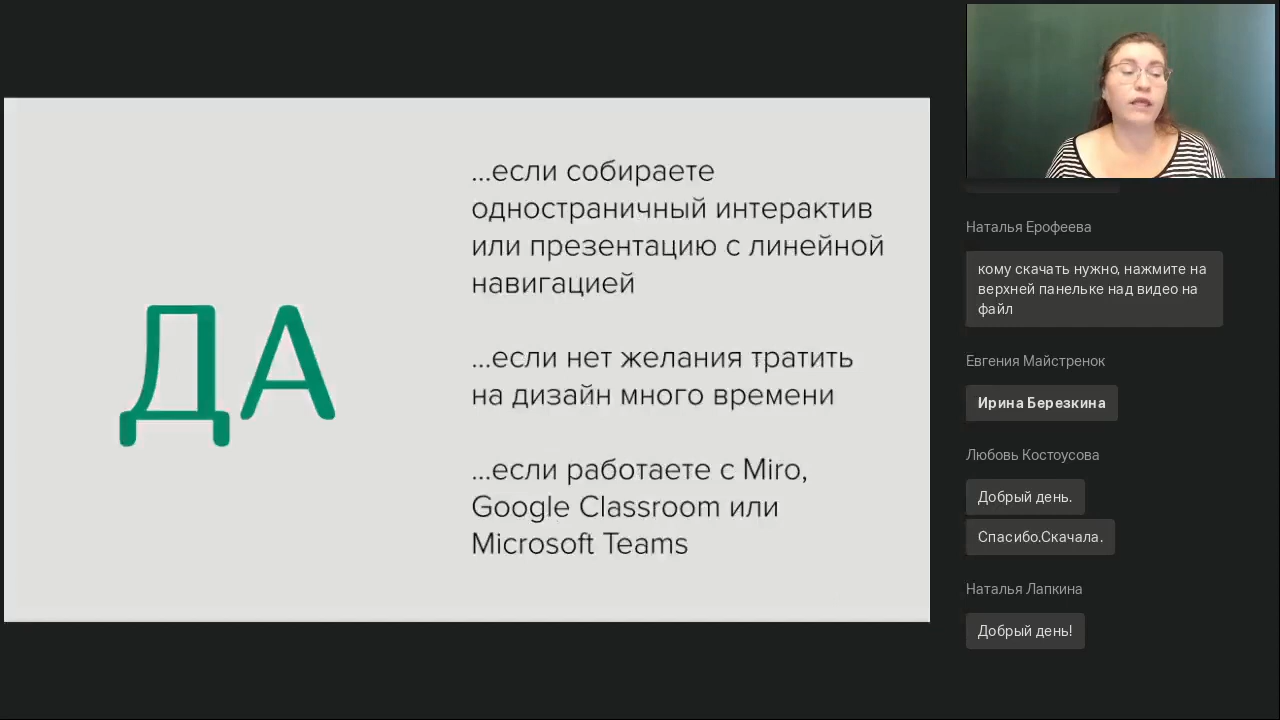 ДА
...если собираете
одностраничный интерактив
или презентацию с линейной
навигацией
...если нет желания тратить
на дизайн много времени
...если работаете с Miro,
Google Classroom или
Microsoft Teams
Наталья Ерофеева
кому скачать нужно, нажмите на
верхней панельке над видео на
файл
Евгения Майстренок
Ирина Березкина
Любовь Костоусова
Добрый день.
Спасибо.Скачала.
Наталья Лапкина
Добрый день!